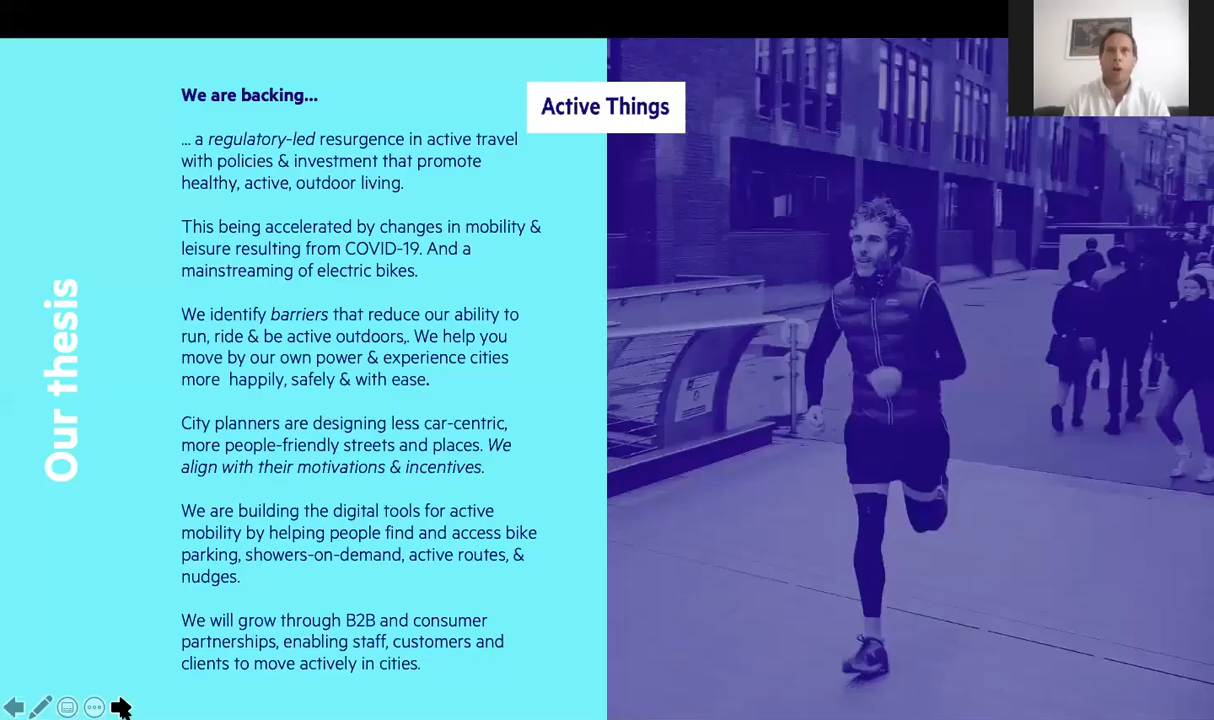 We are backing...
Active Things
... a regulatory-led resurgence in active travel
with policies & investment that promote
healthy, active, outdoor living.
This being accelerated by changes in mobility &
leisure resulting from COVID-19. And a
mainstreaming of electric bikes.
We identify barriers that reduce our ability to
run, ride & be active outdoors,. We help you
move by our own power & experience cities
more happily, safely & with ease.
City planners are designing less car-centric,
more people-friendly streets and places. We
align with their motivations & incentives.
We are building the digital tools for active
mobility by helping people find and access bike
parking, showers-on-demand, active routes, &
nudges.
We will grow through B2B and consumer
partnerships, enabling staff, customers and
clients to move actively in cities.
Our thesis